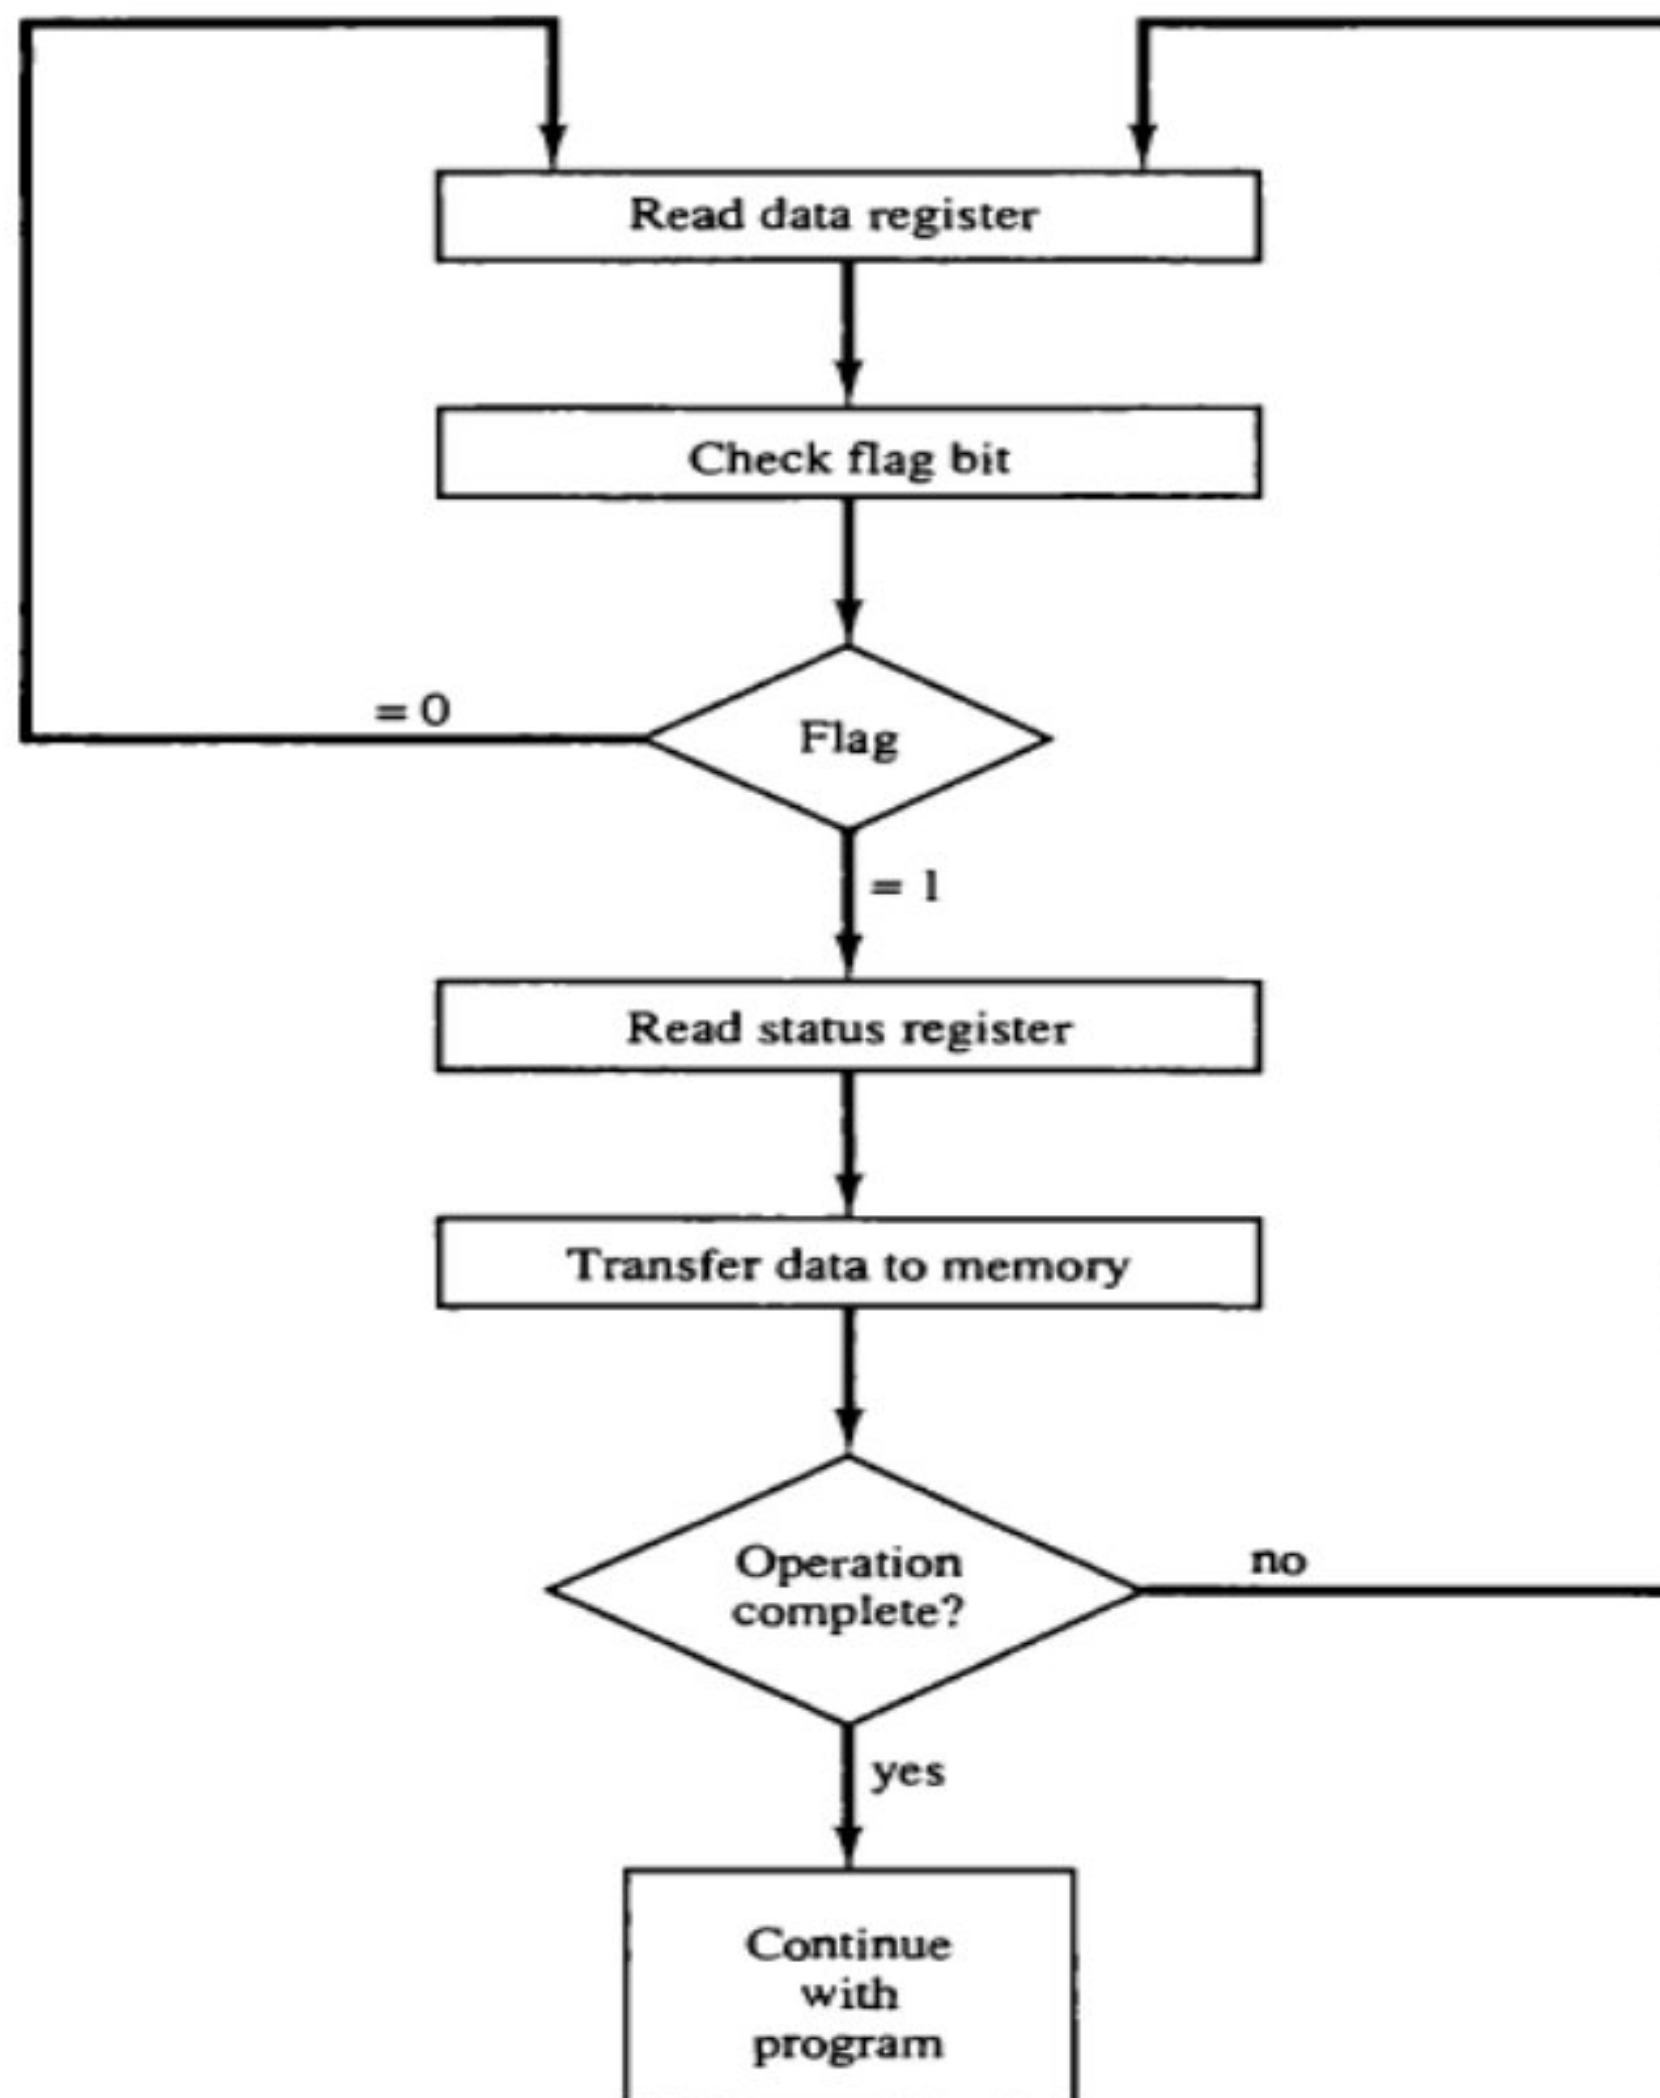 Read data register
Check flag bit
= 0
Flag
= 1
Read status register
Transfer data to memory
Operation
complete?
no
yes
Continue
with
program